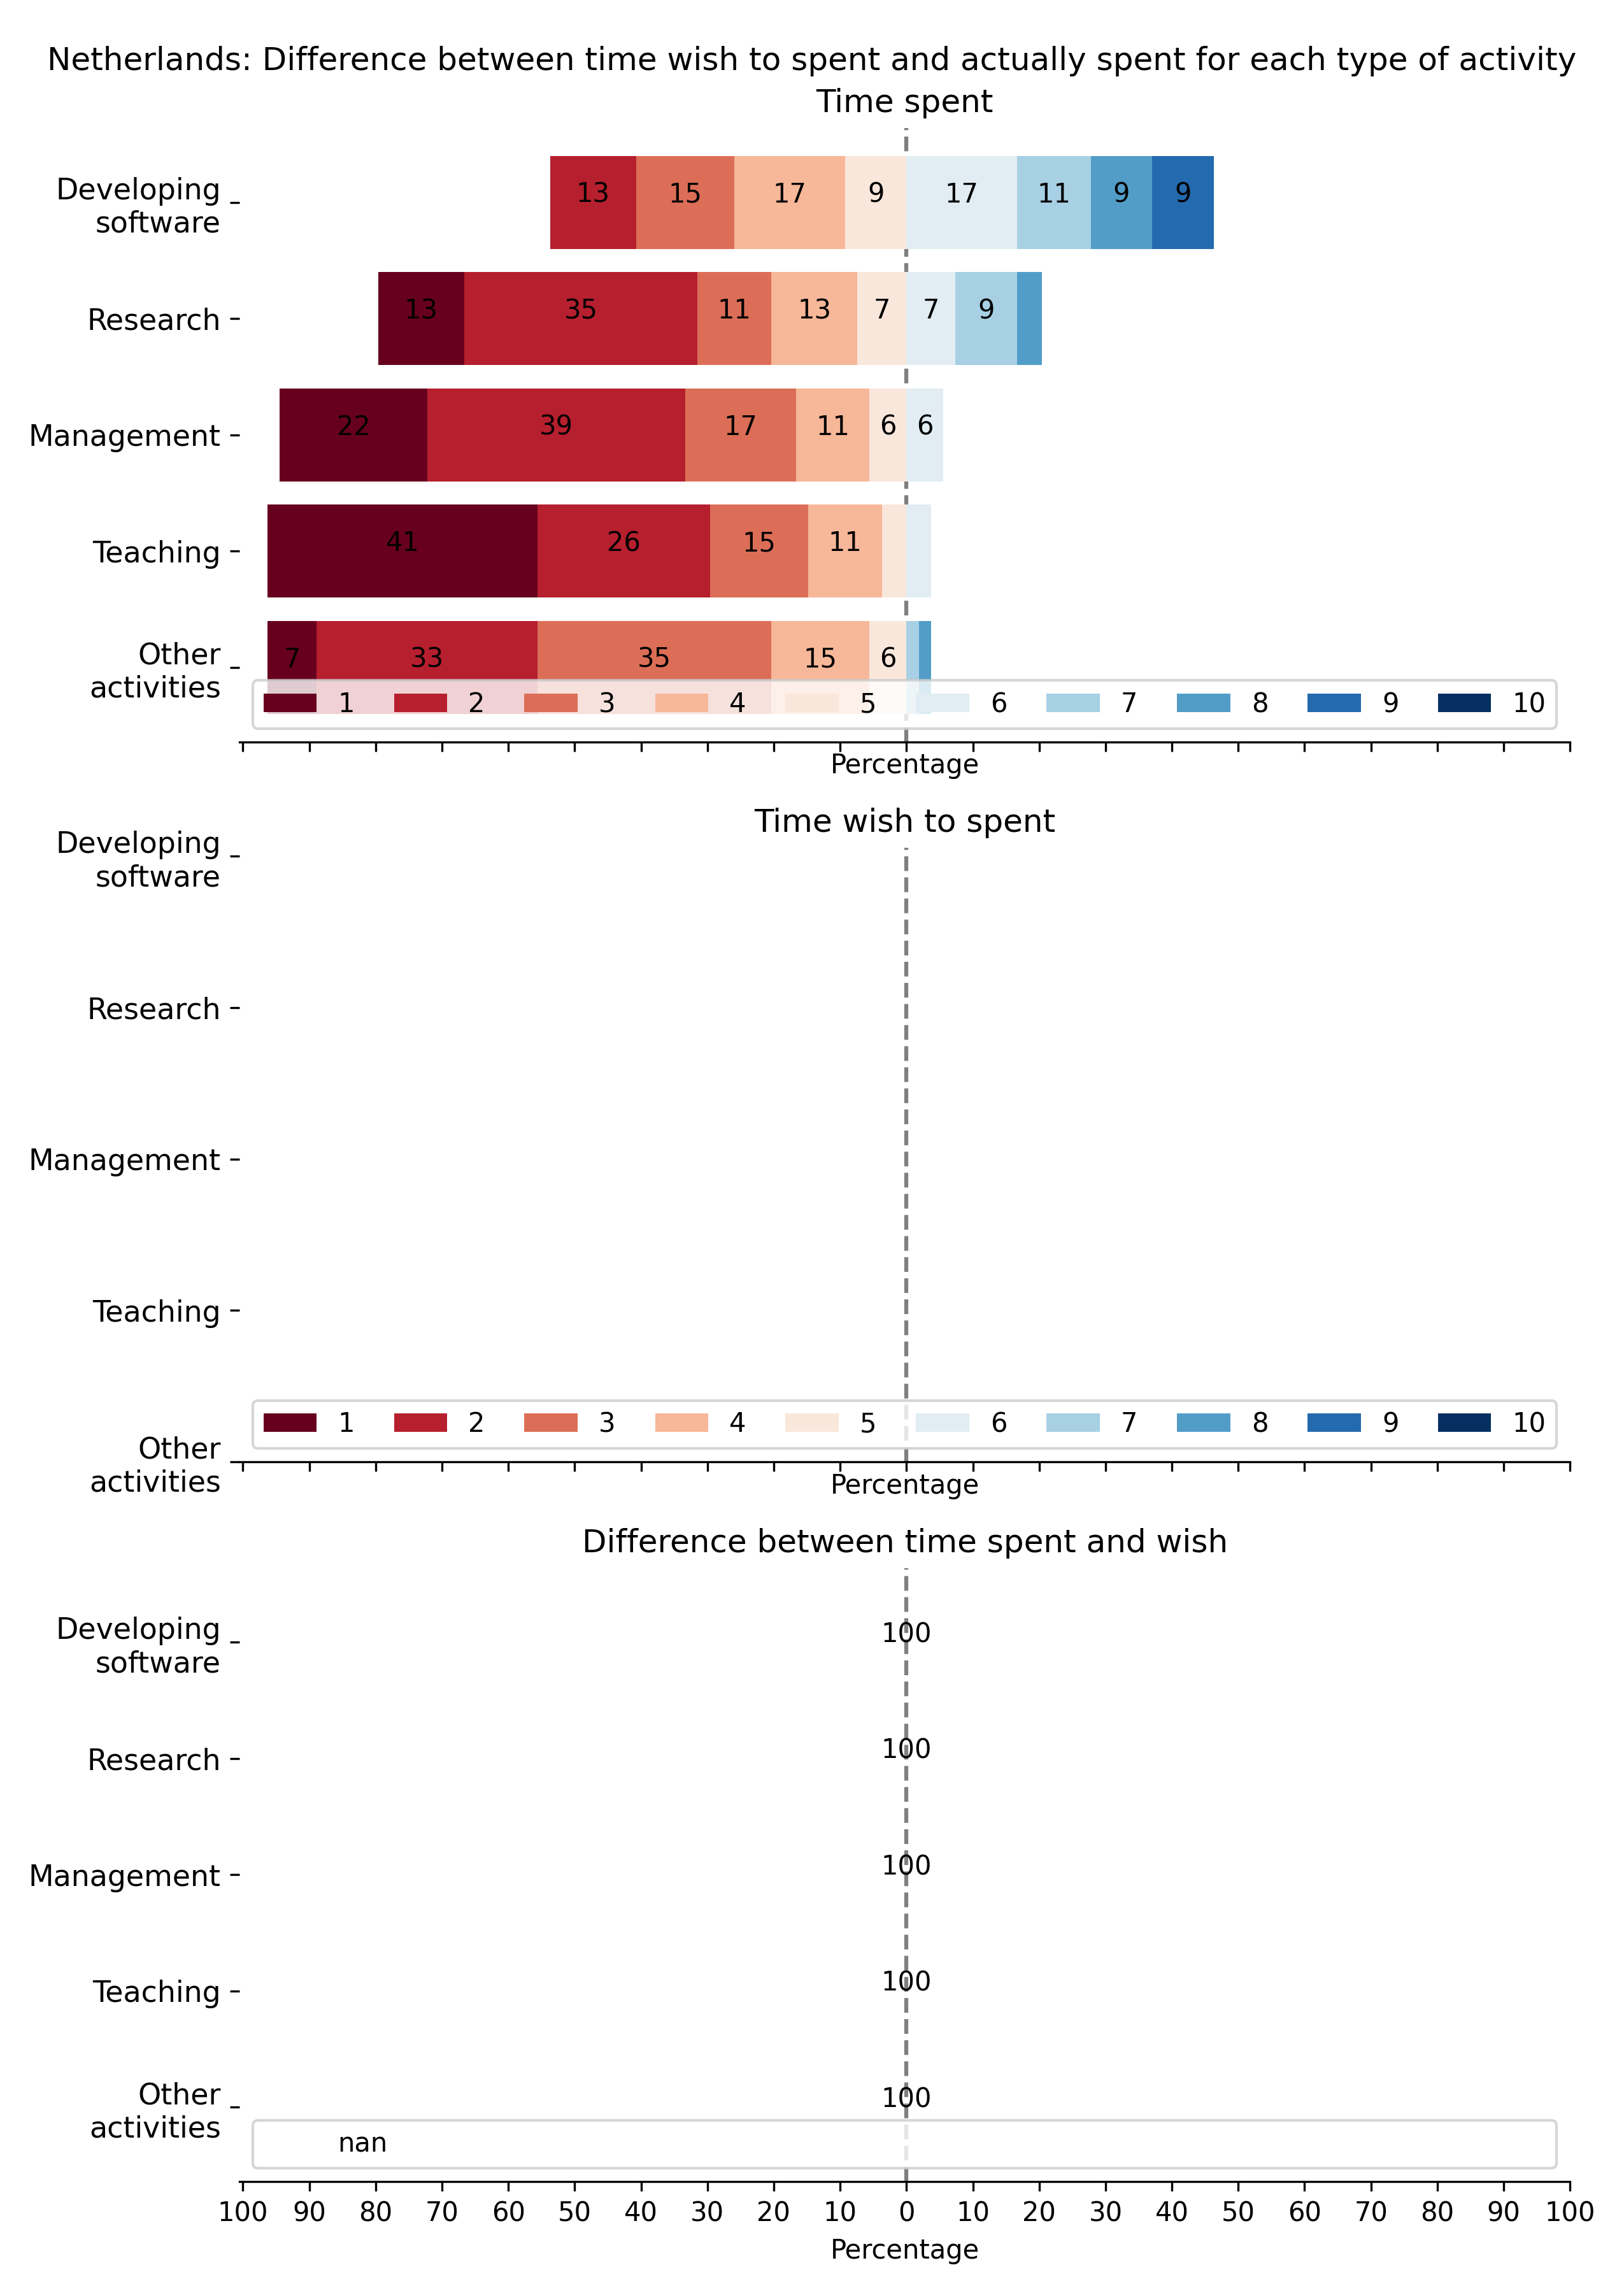 Netherlands: Difference between time wish to spent and actually spent for each type of activity
Time spent
Developing
software
13 15 17 9 17 11 9 9
Research
13 35 11 13 7 7 9
Management
22 39 17 11 6 6
Teaching
41 26 15 11
Other
activities
7 33 35 15 6
1 2 3 4 5 6 7 8 9 10
Percentage
Time wish to spent
Developing
software
Research
Management
Teaching
Other
activities
1 2 3 4 5 6 7 8 9 10
Percentage
Difference between time spent and wish
Developing
software
100
Research
100
Management
100
Teaching
100
Other
activities
100
nan
100 90 80 70 60 50 40 30 20 10 0 10 20 30 40 50 60 70 80 90 100
Percentage